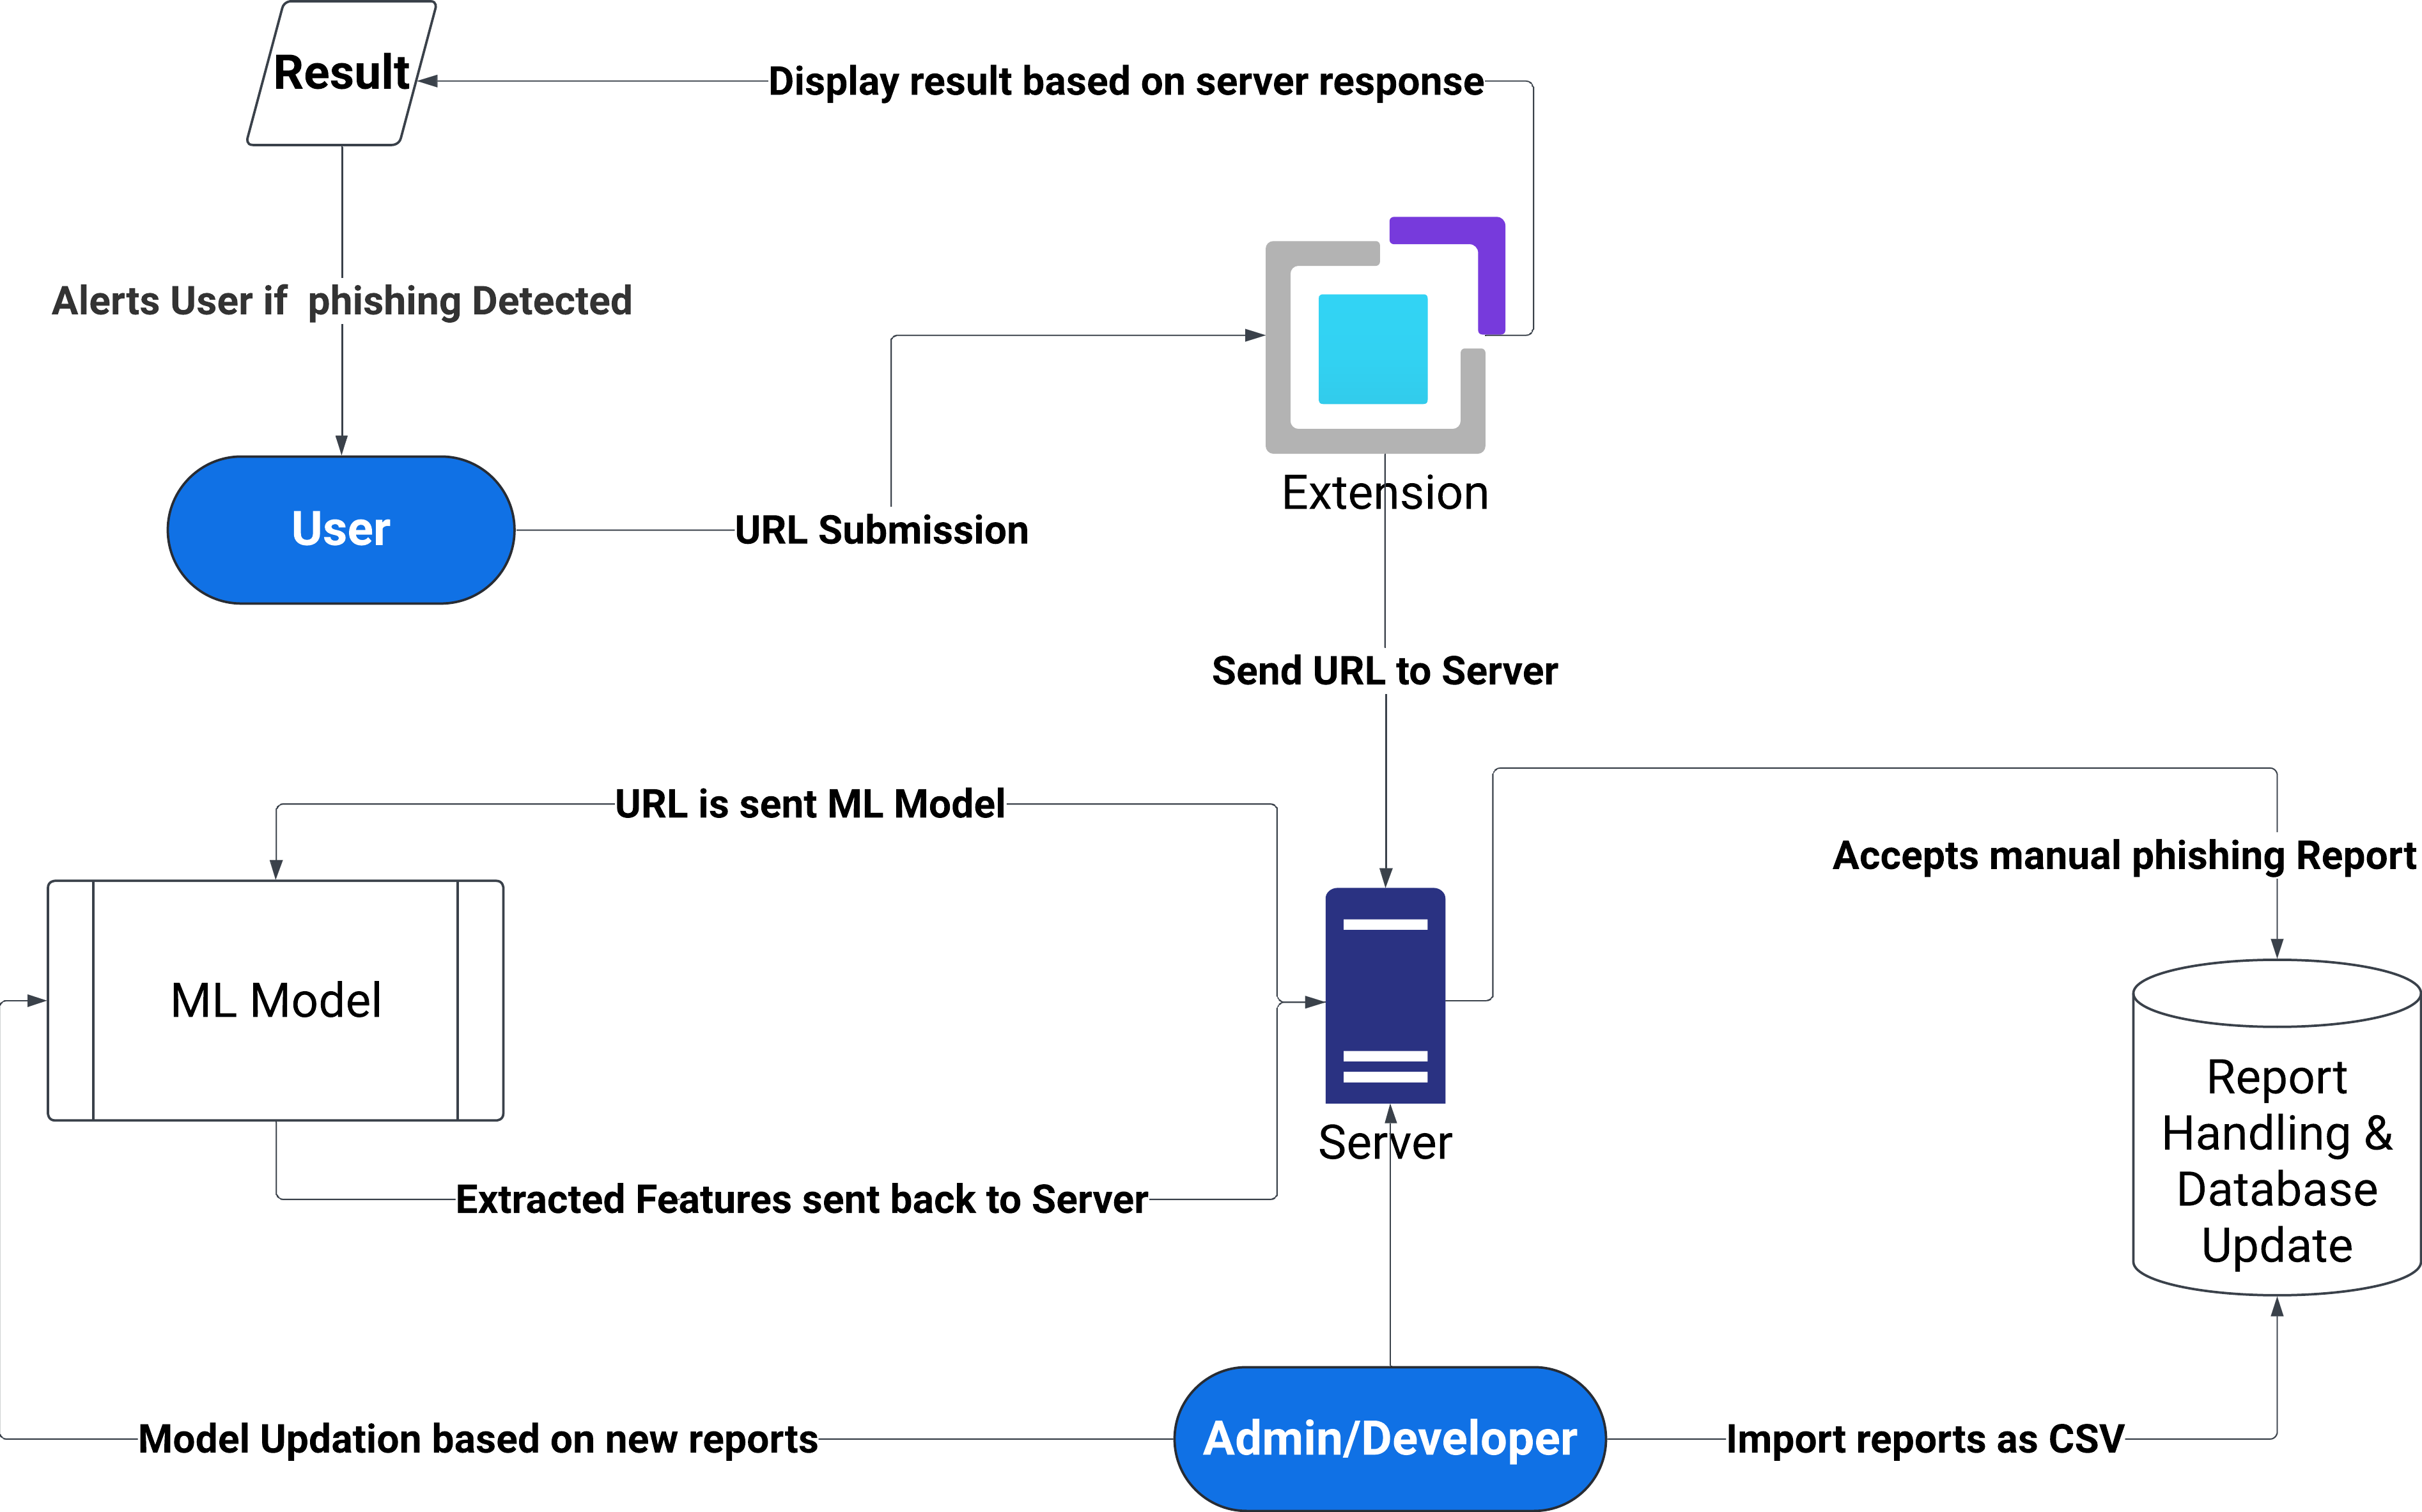 Result
Display result based on server response
Alerts User if  phishing Detected
User
URL Submission
Extension
Send URL to Server
URL is sent ML Model
Accepts manual phishing Report
ML Model
Server
Report
Handling &
Database
Update
Extracted Features sent back to Server
Model Updation based on new reports
Admin/Developer
Import reports as CSV